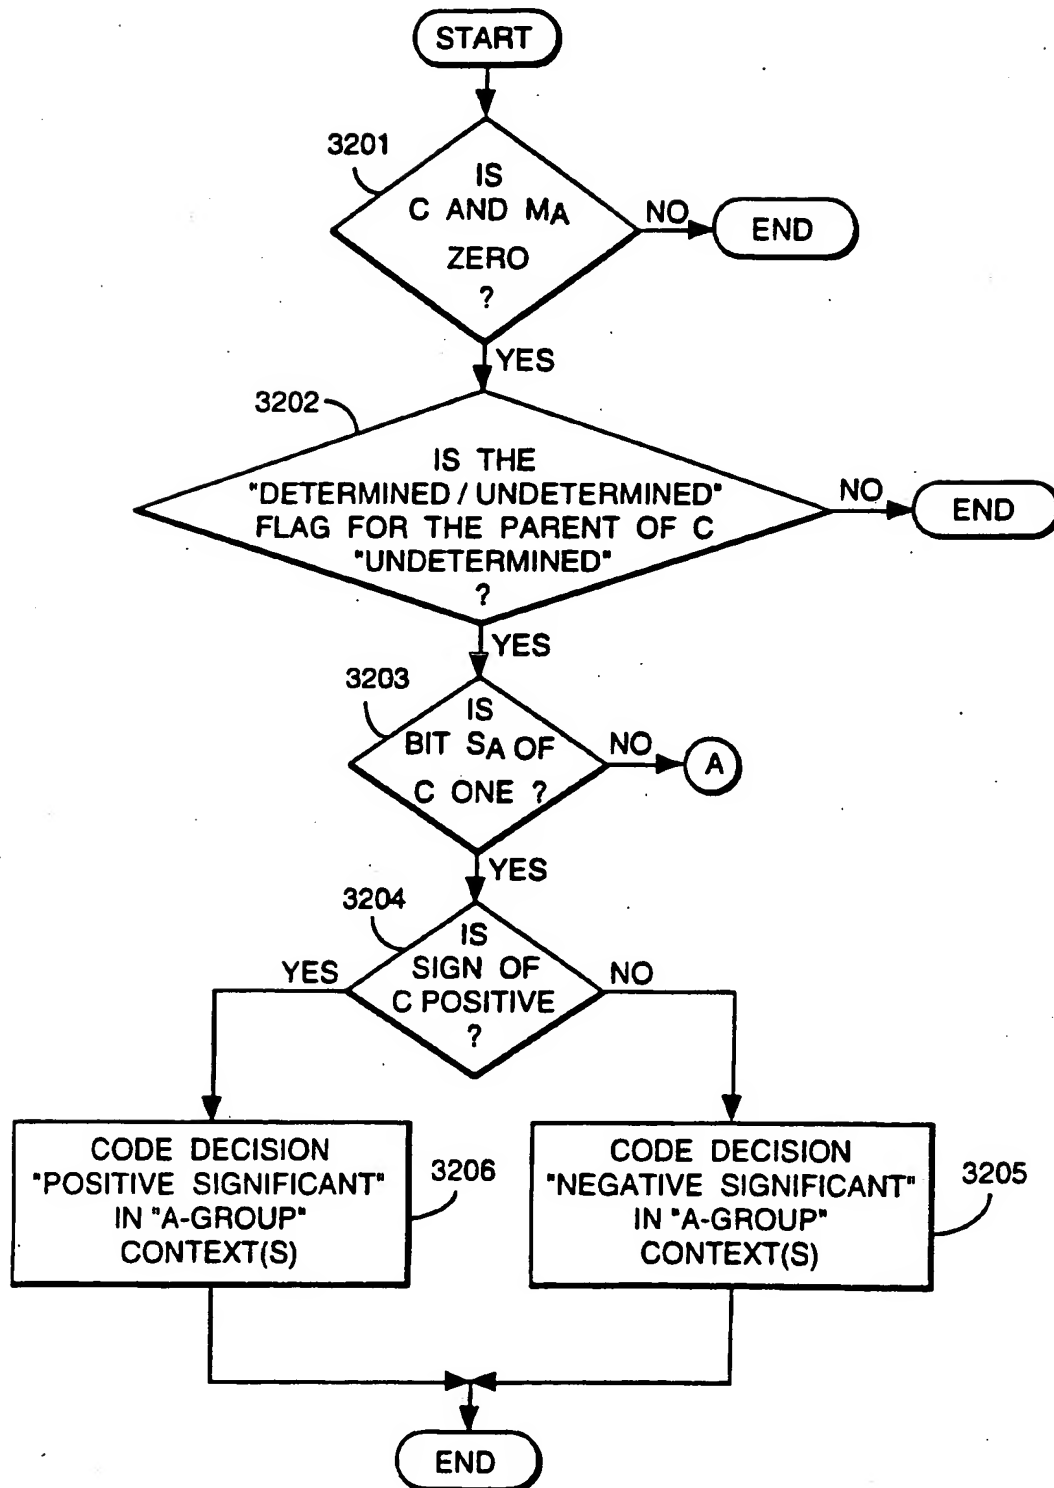 START
3201
IS
C AND MA
ZERO
?
NO
END
YES
3202
IS THE
"DETERMINED / UNDETERMINED"
FLAG FOR THE PARENT OF C
"UNDETERMINED"
?
NO
END
YES
3203
IS
BIT SA OF
C ONE ?
NO
A
YES
3204
IS
SIGN OF
C POSITIVE
?
YES
NO
CODE DECISION
"POSITIVE SIGNIFICANT"
IN "A-GROUP"
CONTEXT(S)
3206
CODE DECISION
"NEGATIVE SIGNIFICANT"
IN "A-GROUP"
CONTEXT(S)
3205
END